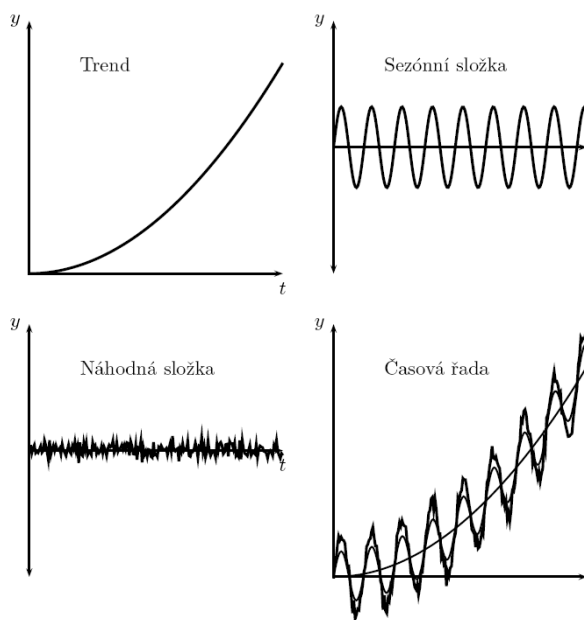 y
Trend
t
y
Sezónní složka
y
Náhodná složka
t
y
Časová řada